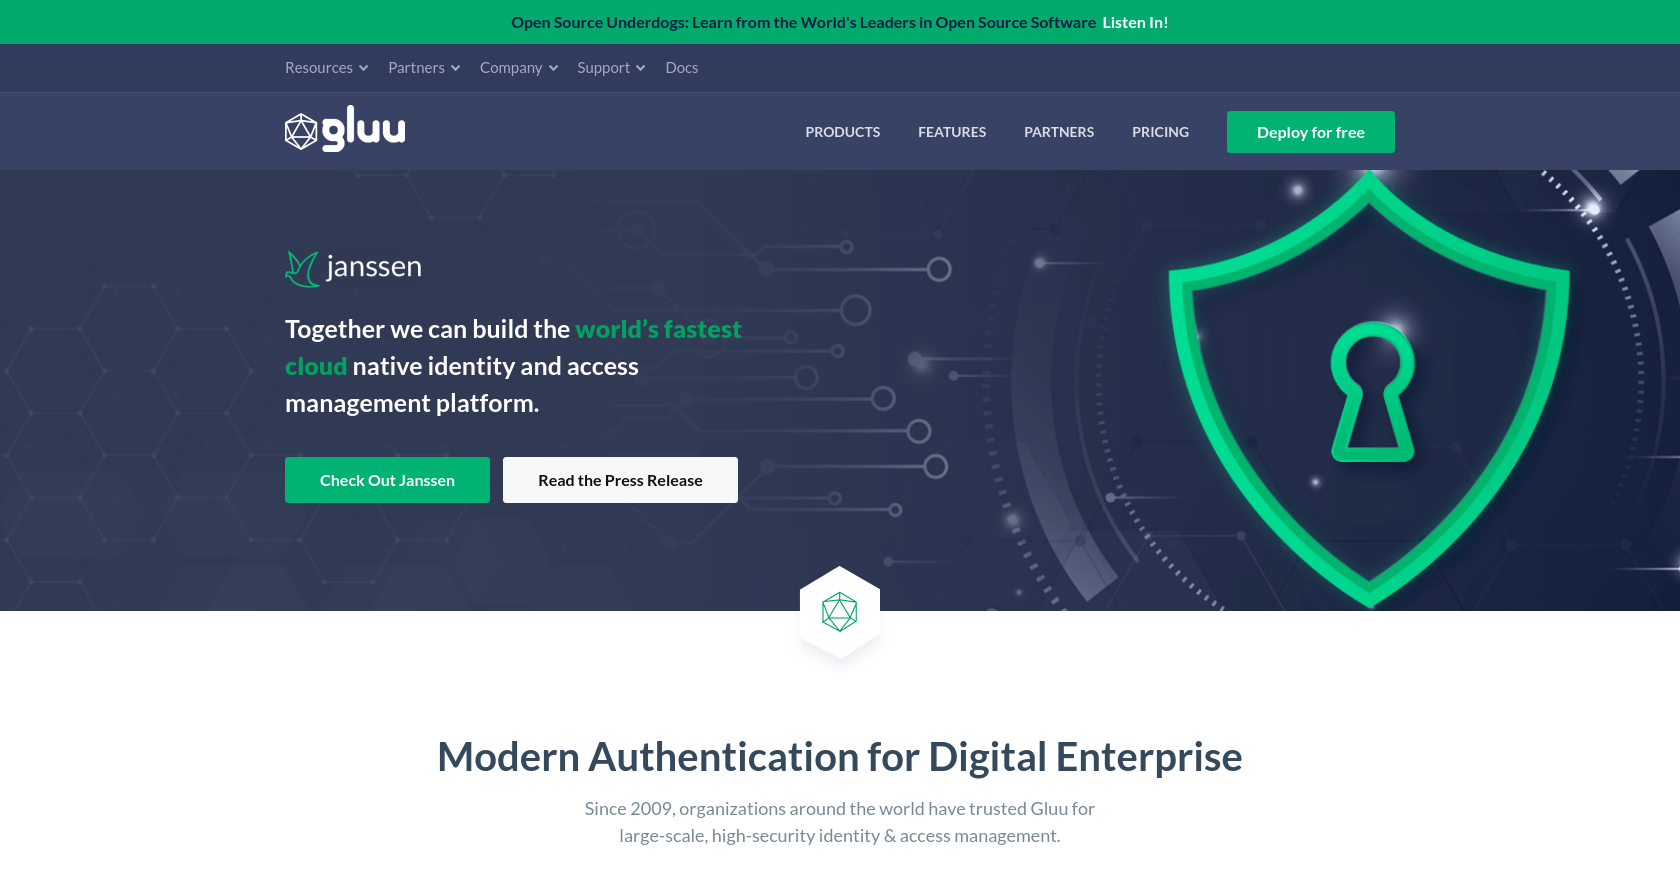 Open Source Underdogs: Learn from the World's Leaders in Open Source Software Listen In!
Resources Partners Company Support Docs
gluu
PRODUCTS FEATURES PARTNERS PRICING Deploy for free
janssen
Together we can build the world’s fastest
cloud native identity and access
management platform.
Check Out Janssen Read the Press Release
Modern Authentication for Digital Enterprise
Since 2009, organizations around the world have trusted Gluu for
large-scale, high-security identity & access management.